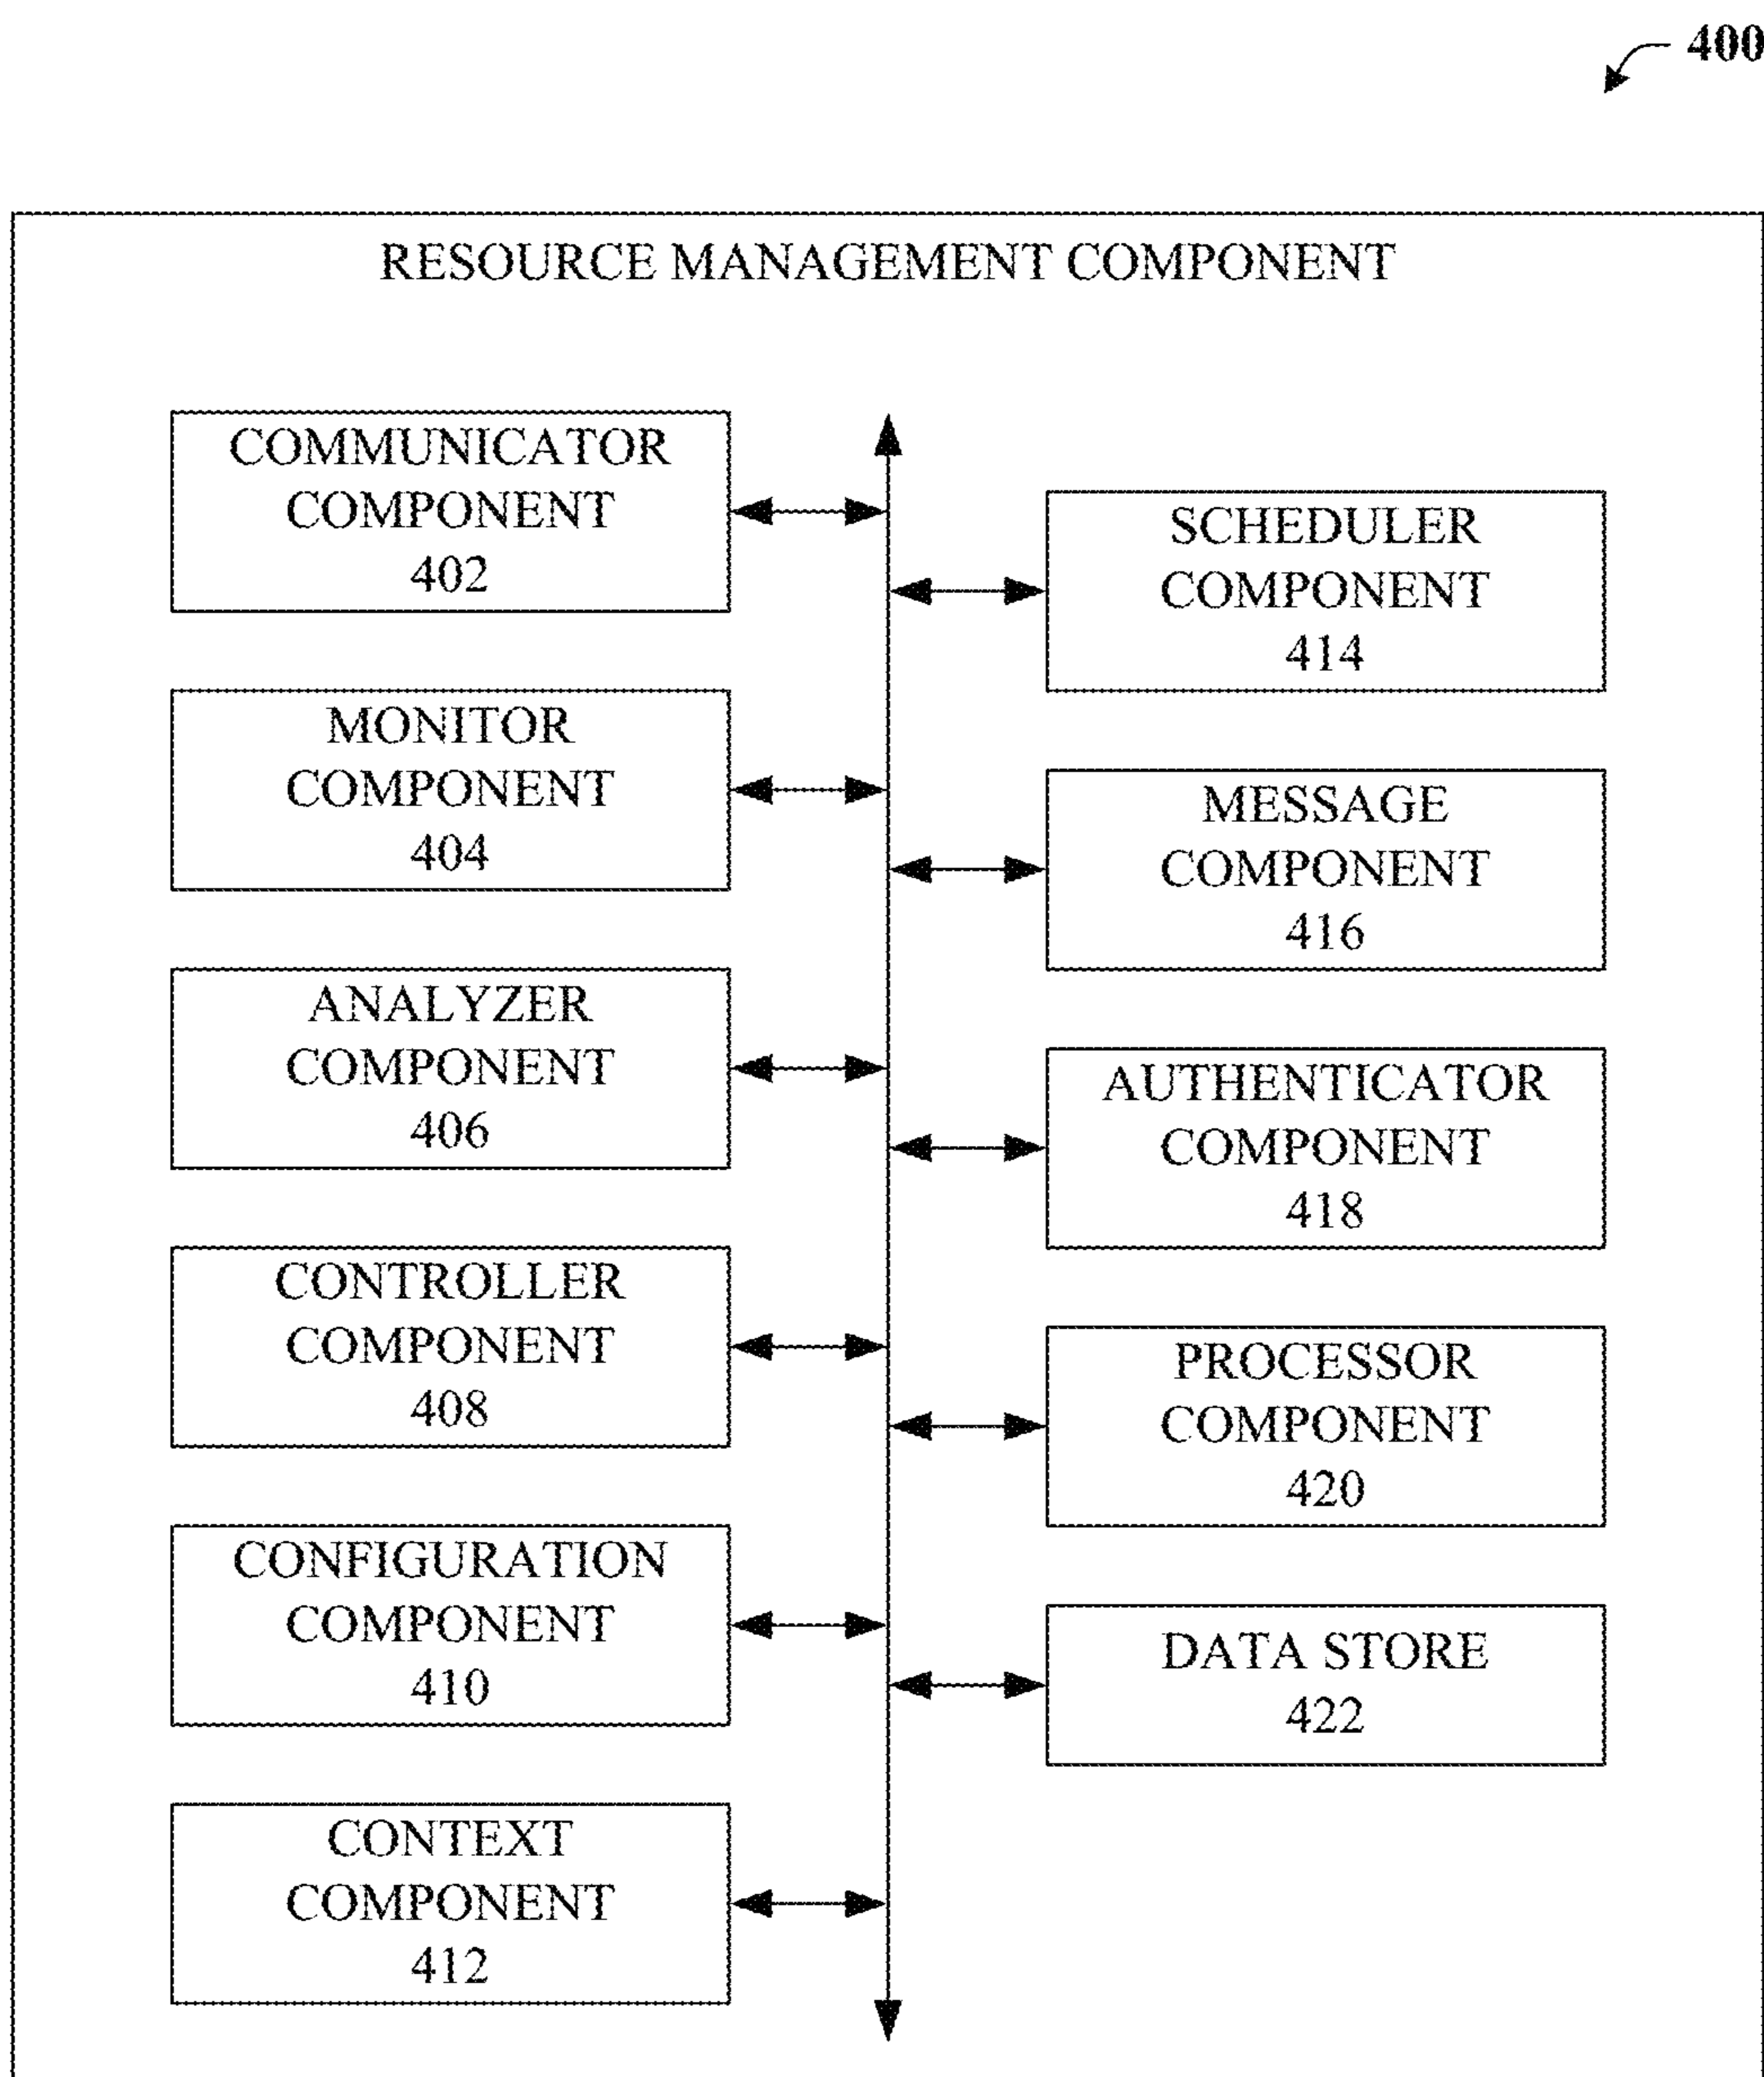 400
RESOURCE MANAGEMENT COMPONENT
COMMUNICATOR
COMPONENT
402
MONITOR
COMPONENT
404
ANALYZER
COMPONENT
406
CONTROLLER
COMPONENT
408
CONFIGURATION
COMPONENT
410
CONTEXT
COMPONENT
412
SCHEDULER
COMPONENT
414
MESSAGE
COMPONENT
416
AUTHENTICATOR
COMPONENT
418
PROCESSOR
COMPONENT
420
DATA STORE
422